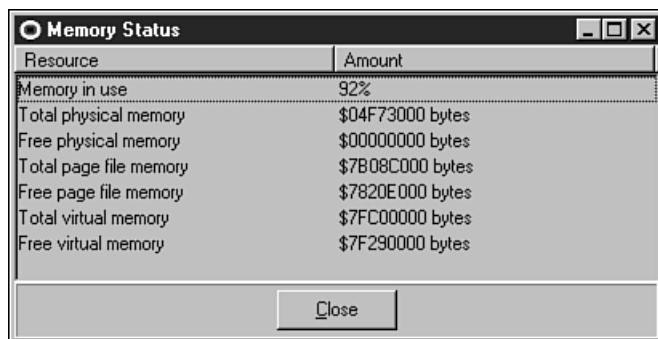 Memory Status
Resource Amount
Memory in use 92%
Total physical memory $04F73000 bytes
Free physical memory $00000000 bytes
Total page file memory $7B08C000 bytes
Free page file memory $7820E000 bytes
Total virtual memory $7FC00000 bytes
Free virtual memory $7F290000 bytes
Close